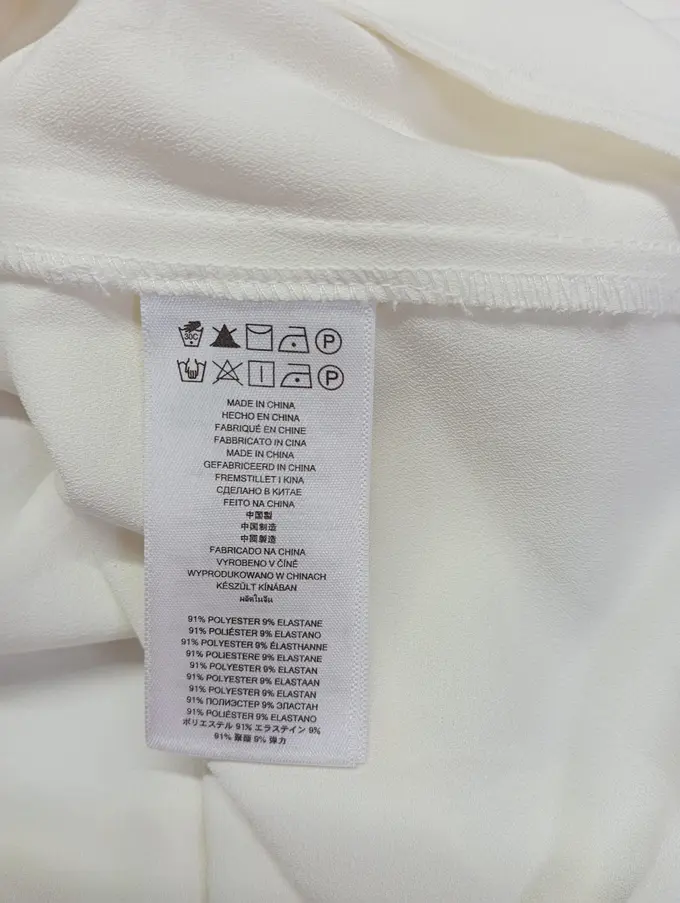 30C P
P
MADE IN CHINA
HECHO EN CHINA
FABRIQUÉ EN CHINE
FABBRICATO IN CINA
MADE IN CHINA
GEFABRICEERD IN CHINA
FREMSTILLET I KINA
СДЕЛАНО В КИТАЕ
FEITO NA CHINA
中国製
中国制造
中國製造
FABRICADO NA CHINA
VYROBENO V ČÍNĚ
WYPRODUKOWANO W CHINACH
KÉSZÜLT KÍNÁBAN
ผลิตในจีน
91% POLYESTER 9% ELASTANE
91% POLIÉSTER 9% ELASTANO
91% POLYESTER 9% ÉLASTHANNE
91% POLIESTERE 9% ELASTANE
91% POLYESTER 9% ELASTAN
91% POLYESTER 9% ELASTAAN
91% POLYESTER 9% ELASTAN
91% ПОЛИЭСТЕР 9% ЭЛАСТАН
91% POLIÉSTER 9% ELASTANO
ポリエステル 91% エラステイン 9%
91% 聚酯 9% 弹力